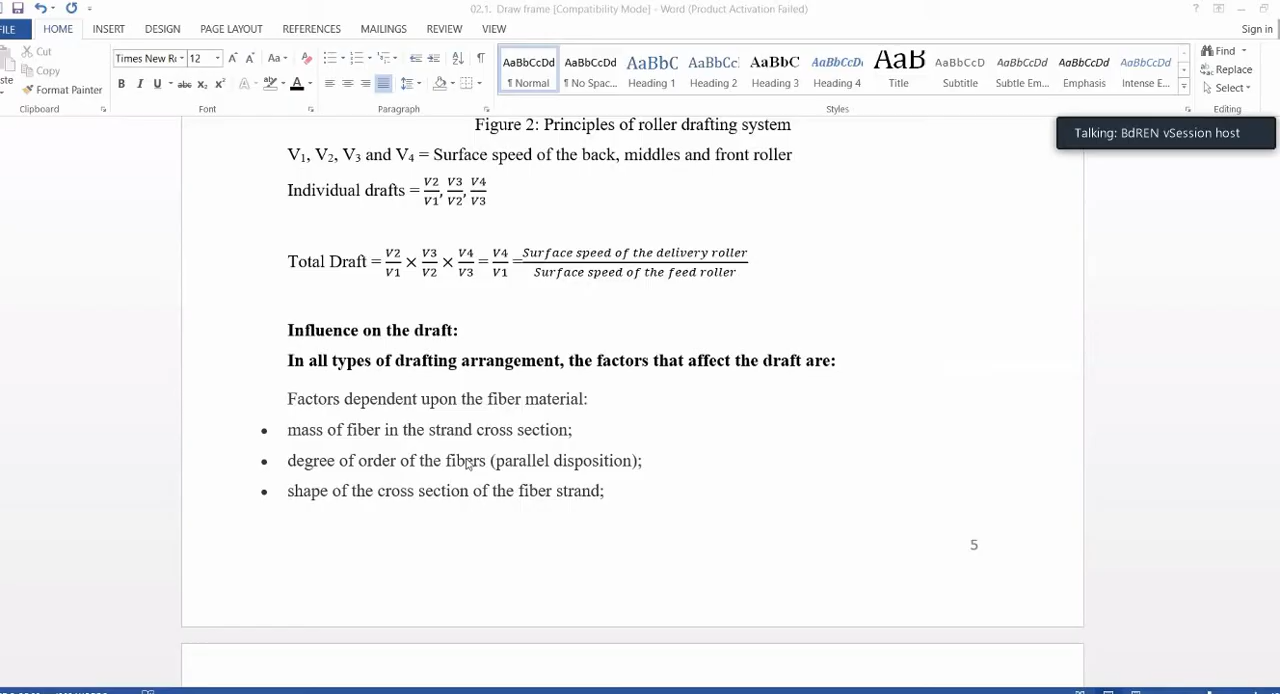 02.1. Draw frame [Compatibility Mode] - Word (Product Activation Failed)
FILE HOME INSERT DESIGN PAGE LAYOUT REFERENCES MAILINGS REVIEW VIEW Sign in
Cut
Copy
Format Painter
Clipboard
Times New Ro 12
Font
Paragraph
AaBbCcDd AaBbCcDd AaBbC AaBbCc AaBbC AaBbCcDc AaB AaBbCcD AaBbCcDd AaBbCcDd AaBbCcDd
¶ Normal ¶ No Spac... Heading 1 Heading 2 Heading 3 Heading 4 Title Subtitle Subtle Em... Emphasis Intense E...
Styles
Find
Replace
Select
Editing
Talking: BdREN vSession host
Figure 2: Principles of roller drafting system
V₁, V₂, V₃ and V₄ = Surface speed of the back, middles and front roller
Individual drafts = V2/V1, V3/V2, V4/V3
Total Draft = V2/V1 × V3/V2 × V4/V3 = V4/V1 = Surface speed of the delivery roller/Surface speed of the feed roller
Influence on the draft:
In all types of drafting arrangement, the factors that affect the draft are:
Factors dependent upon the fiber material:
• mass of fiber in the strand cross section;
• degree of order of the fibers (parallel disposition);
• shape of the cross section of the fiber strand;
5